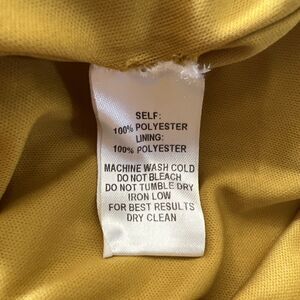 SELF:
100% POLYESTER
LINING:
100% POLYESTER
MACHINE WASH COLD
DO NOT BLEACH
DO NOT TUMBLE DRY
IRON LOW
FOR BEST RESULTS
DRY CLEAN